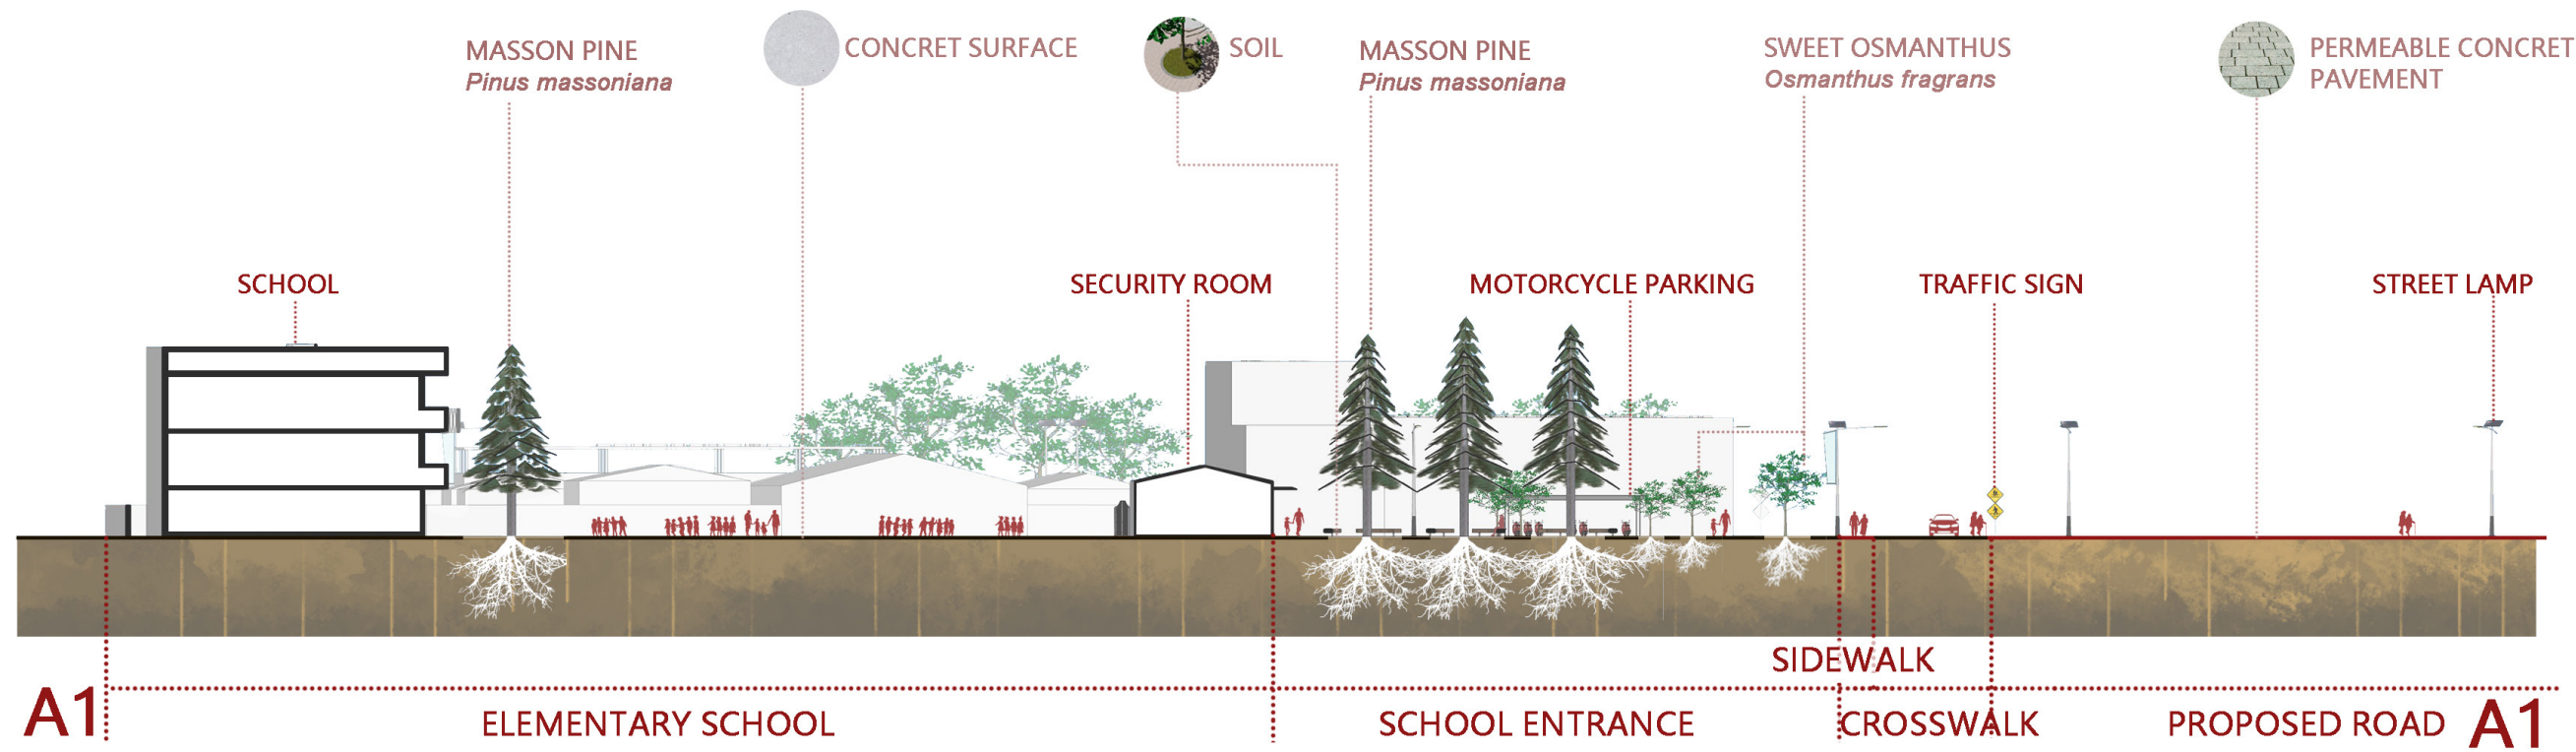 MASSON PINE
Pinus massoniana
CONCRET SURFACE
SOIL
MASSON PINE
Pinus massoniana
SWEET OSMANTHUS
Osmanthus fragrans
PERMEABLE CONCRET
PAVEMENT
SCHOOL
SECURITY ROOM
MOTORCYCLE PARKING
TRAFFIC SIGN
STREET LAMP
SIDEWALK
A1
ELEMENTARY SCHOOL
SCHOOL ENTRANCE
CROSSWALK
PROPOSED ROAD
A1